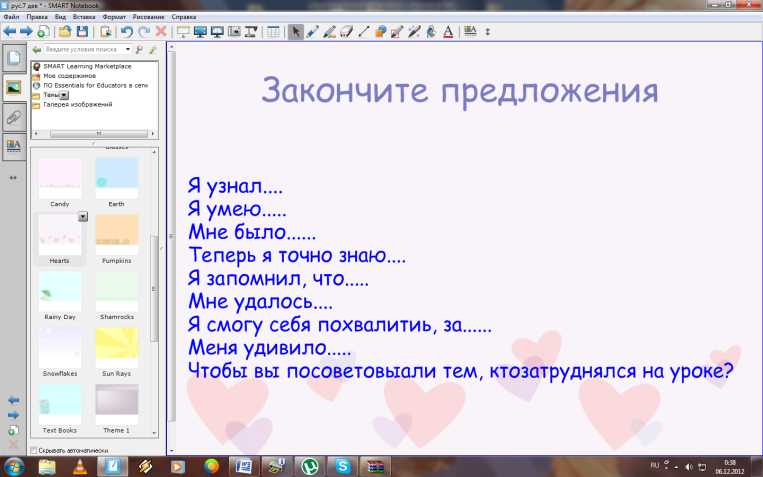 рус.7 дек * - SMART Notebook
Файл Правка Вид Вставка Формат Рисование Справка
Введите условия поиска
SMART Learning Marketplace
Мое содержимое
ПО Essentials for Educators в сети
Темы
Галерея изображений
Glasses
Candy Earth
Hearts Pumpkins
Rainy Day Shamrocks
Snowflakes Sun Rays
Text Books Theme 1
Скрывать автоматически
Закончите предложения
Я узнал....
Я умею.....
Мне было......
Теперь я точно знаю....
Я запомнил, что.....
Мне удалось....
Я смогу себя похвалитиь, за......
Меня удивило.....
Чтобы вы посоветовыали тем, ктозатруднялся на уроке?
RU
0:38
06.12.2012